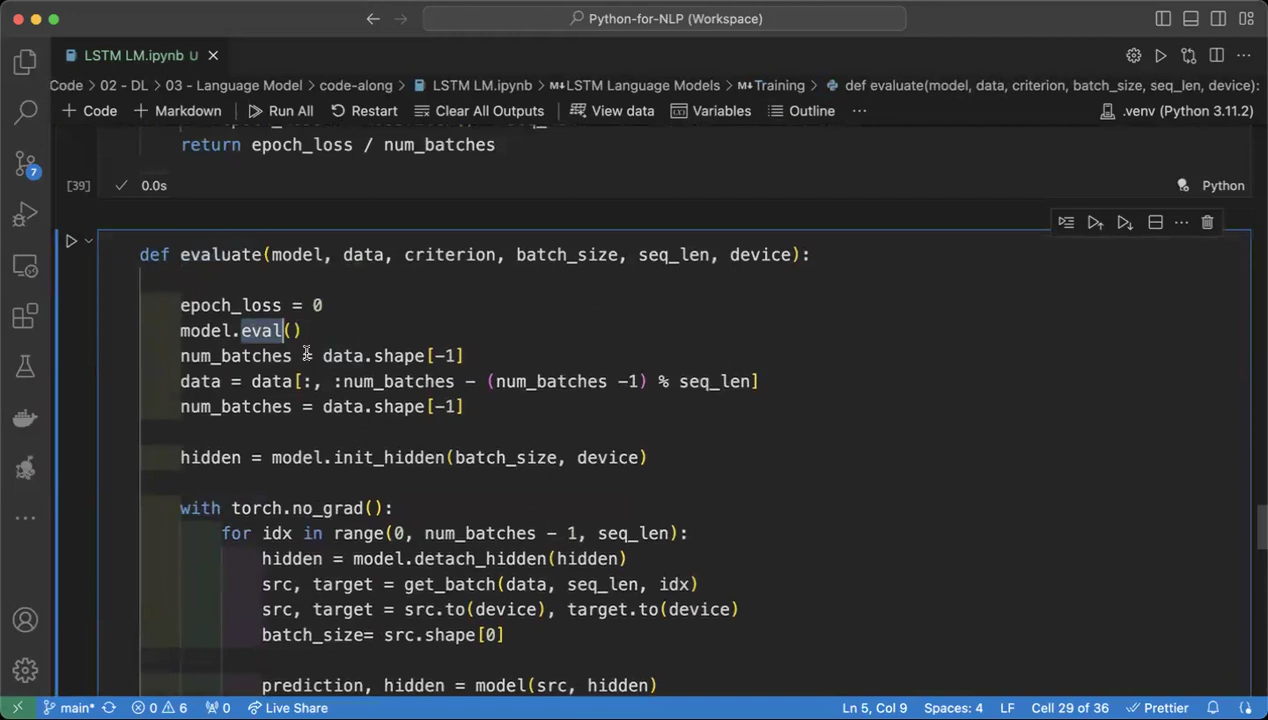 Python-for-NLP (Workspace)
LSTM LM.ipynb U
Code > 02 - DL > 03 - Language Model > code-along > LSTM LM.ipynb > LSTM Language Models > Training > def evaluate(model, data, criterion, batch_size, seq_len, device):
+ Code + Markdown Run All Restart Clear All Outputs View data Variables Outline ... .venv (Python 3.11.2)
return epoch_loss / num_batches
[39] 0.0s Python
def evaluate(model, data, criterion, batch_size, seq_len, device):
epoch_loss = 0
model.eval()
num_batches = data.shape[-1]
data = data[:, :num_batches - (num_batches -1) % seq_len]
num_batches = data.shape[-1]
hidden = model.init_hidden(batch_size, device)
with torch.no_grad():
for idx in range(0, num_batches - 1, seq_len):
hidden = model.detach_hidden(hidden)
src, target = get_batch(data, seq_len, idx)
src, target = src.to(device), target.to(device)
batch_size= src.shape[0]
prediction, hidden = model(src, hidden)
7
main* 0 6 0 Live Share Ln 5, Col 9 Spaces: 4 LF Cell 29 of 36 Prettier